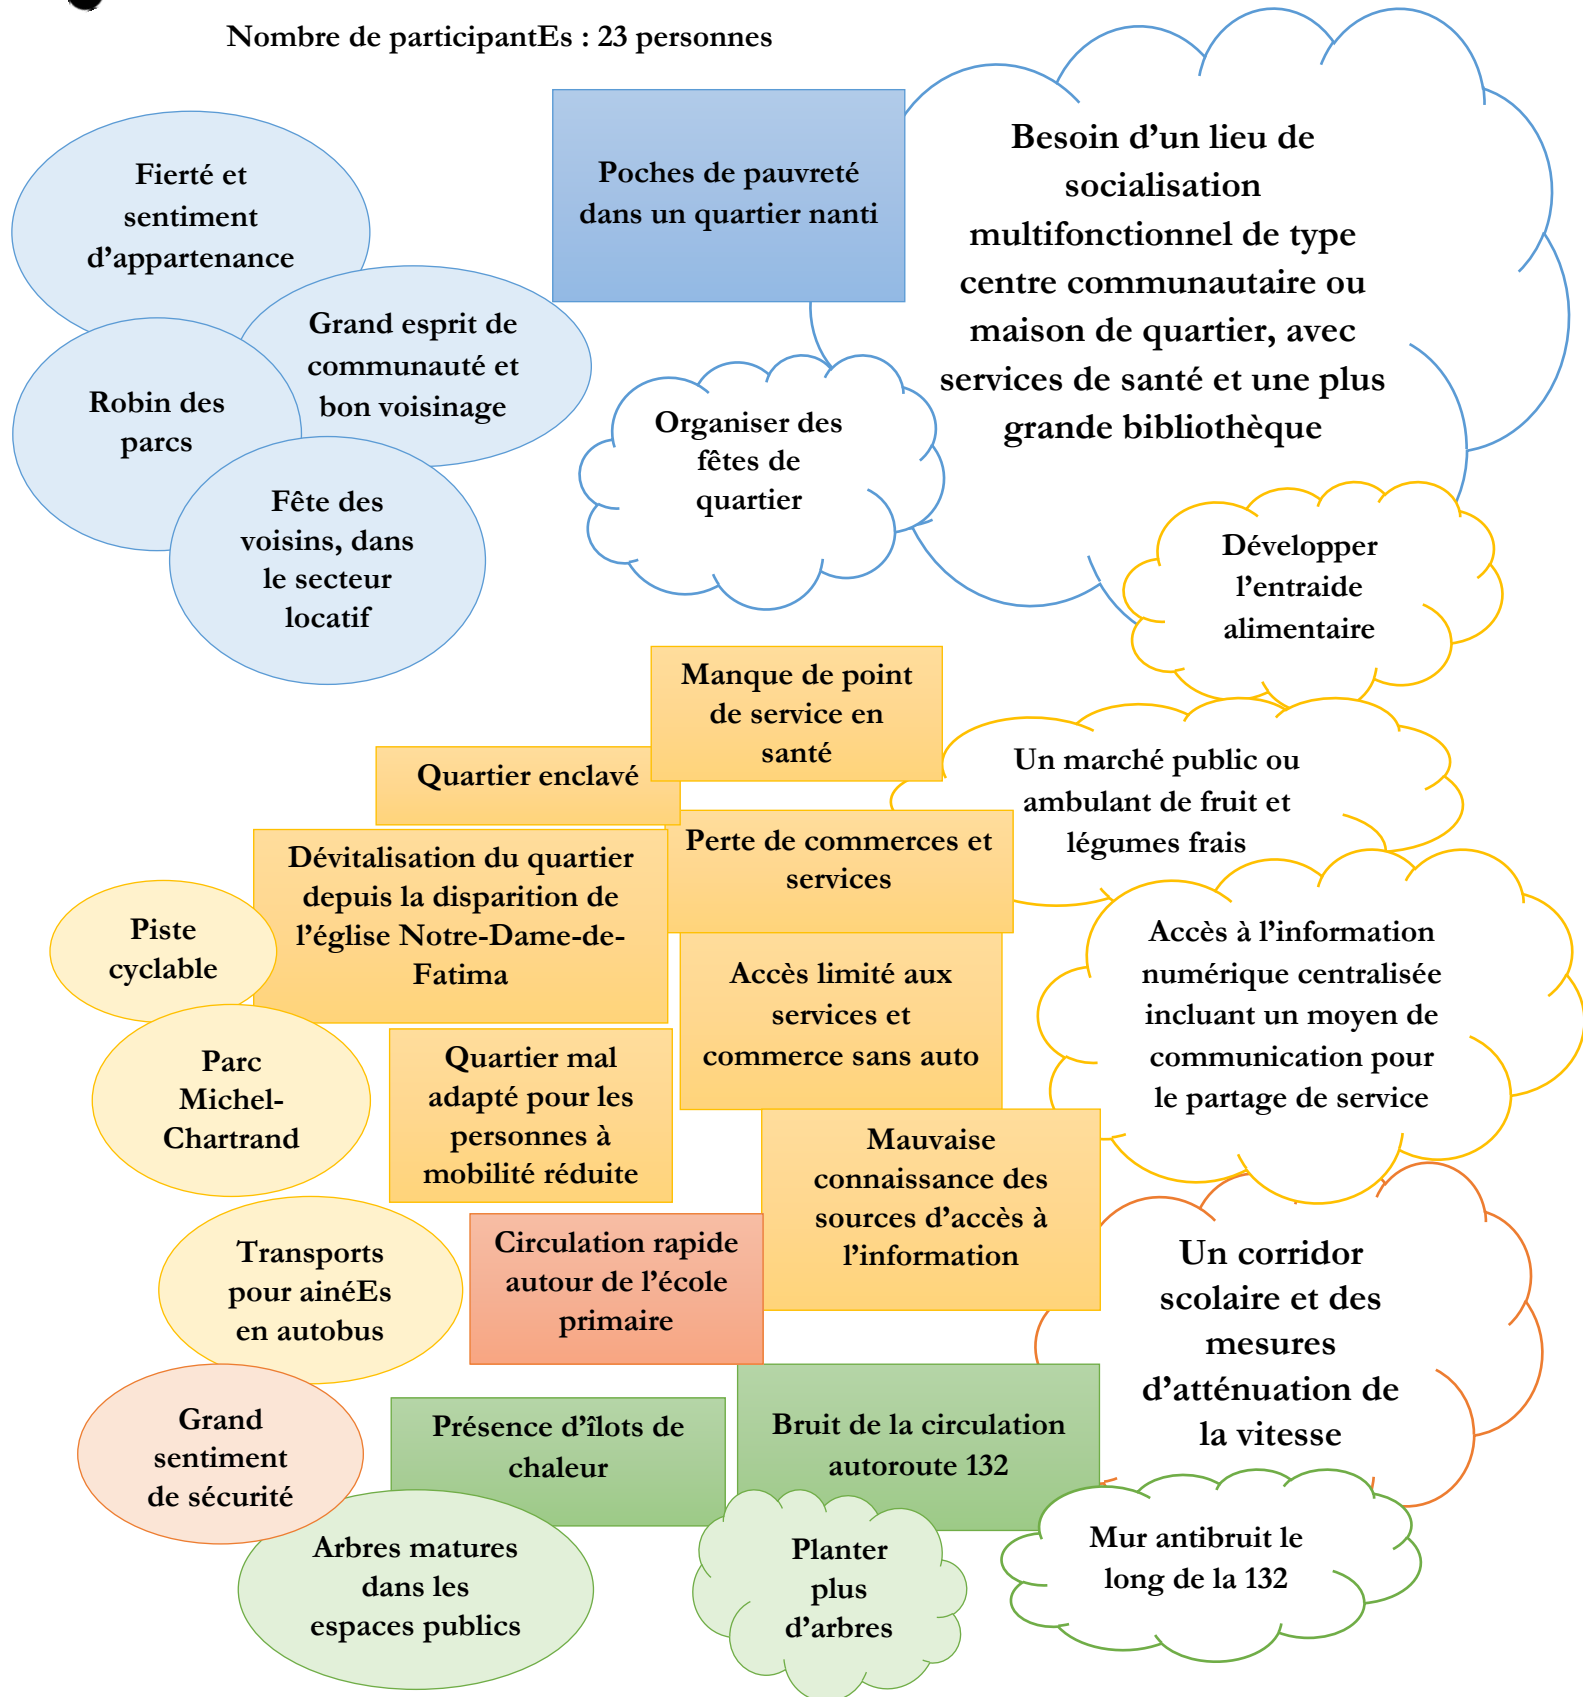 Nombre de participantEs : 23 personnes
Fierté et
sentiment
d'appartenance
Grand esprit de
communauté et
bon voisinage
Robin des
parcs
Fête des
voisins, dans
le secteur
locatif
Poches de pauvreté
dans un quartier nanti
Besoin d'un lieu de
socialisation
multifonctionnel de type
centre communautaire ou
maison de quartier, avec
services de santé et une plus
grande bibliothèque
Organiser des
fêtes de
quartier
Développer
l'entraide
alimentaire
Manque de point
de service en
santé
Quartier enclavé
Un marché public ou
ambulant de fruit et
légumes frais
Perte de commerces et
services
Dévitalisation du quartier
depuis la disparition de
l'église Notre-Dame-de-
Fatima
Piste
cyclable
Accès limité aux
services et
commerce sans auto
Accès à l'information
numérique centralisée
incluant un moyen de
communication pour
le partage de service
Parc
Michel-
Chartrand
Quartier mal
adapté pour les
personnes à
mobilité réduite
Mauvaise
connaissance des
sources d'accès à
l'information
Transports
pour ainéEs
en autobus
Circulation rapide
autour de l'école
primaire
Un corridor
scolaire et des
mesures
d'atténuation de
la vitesse
Grand
sentiment
de sécurité
Présence d'îlots de
chaleur
Bruit de la circulation
autoroute 132
Arbres matures
dans les
espaces publics
Planter
plus
d'arbres
Mur antibruit le
long de la 132